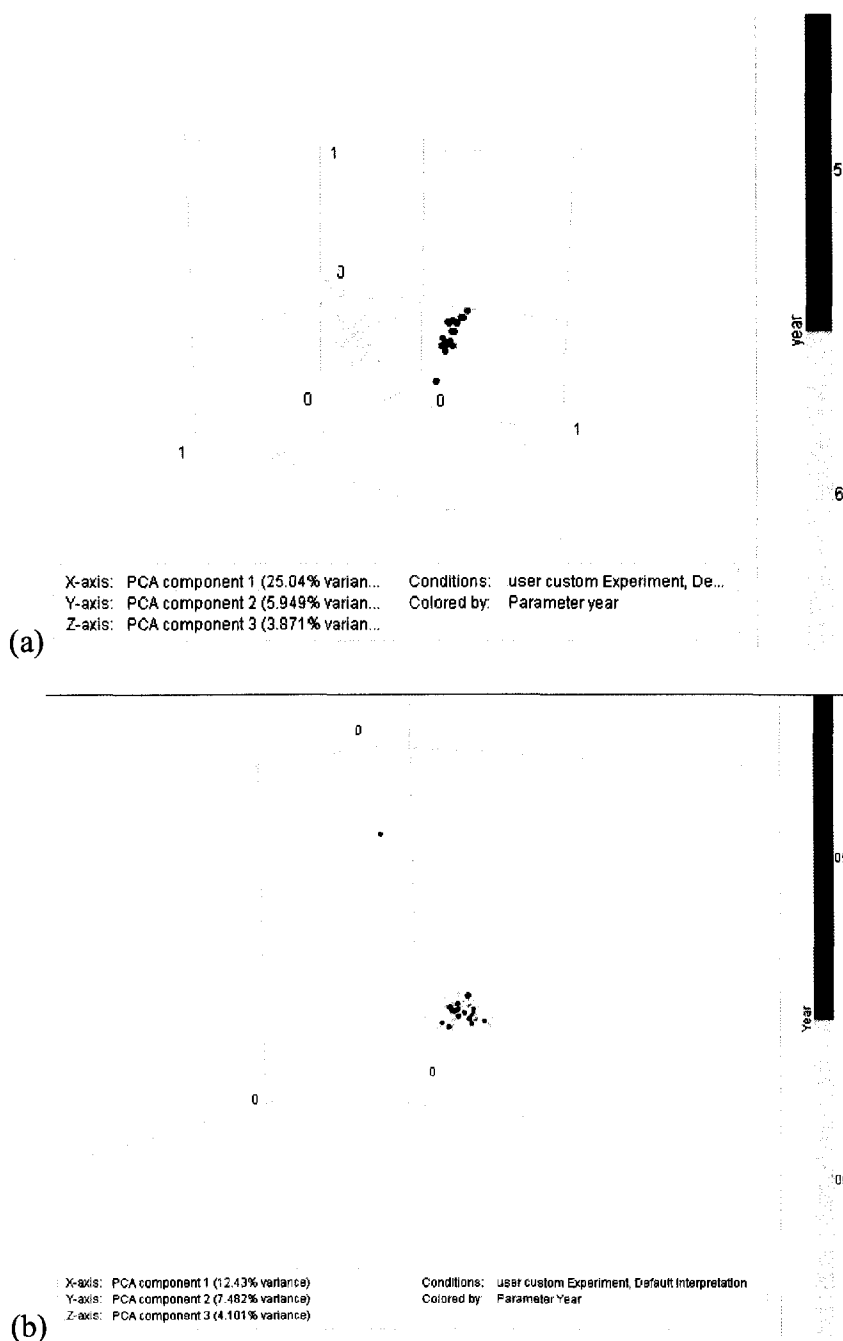 1
0
0
0
1
1
5
year
6
X-axis: PCA component 1 (25.04% varian... Conditions: user custom Experiment, De...
Y-axis: PCA component 2 (5.949% varian... Colored by: Parameter year
Z-axis: PCA component 3 (3.871% varian...
(a)
0
0
0
Year
X-axis: PCA component 1 (12.43% variance) Conditions: user custom Experiment, Default Interpretation
Y-axis: PCA component 2 (7.482% variance) Colored by: Parameter Year
Z-axis: PCA component 3 (4.101% variance)
(b)